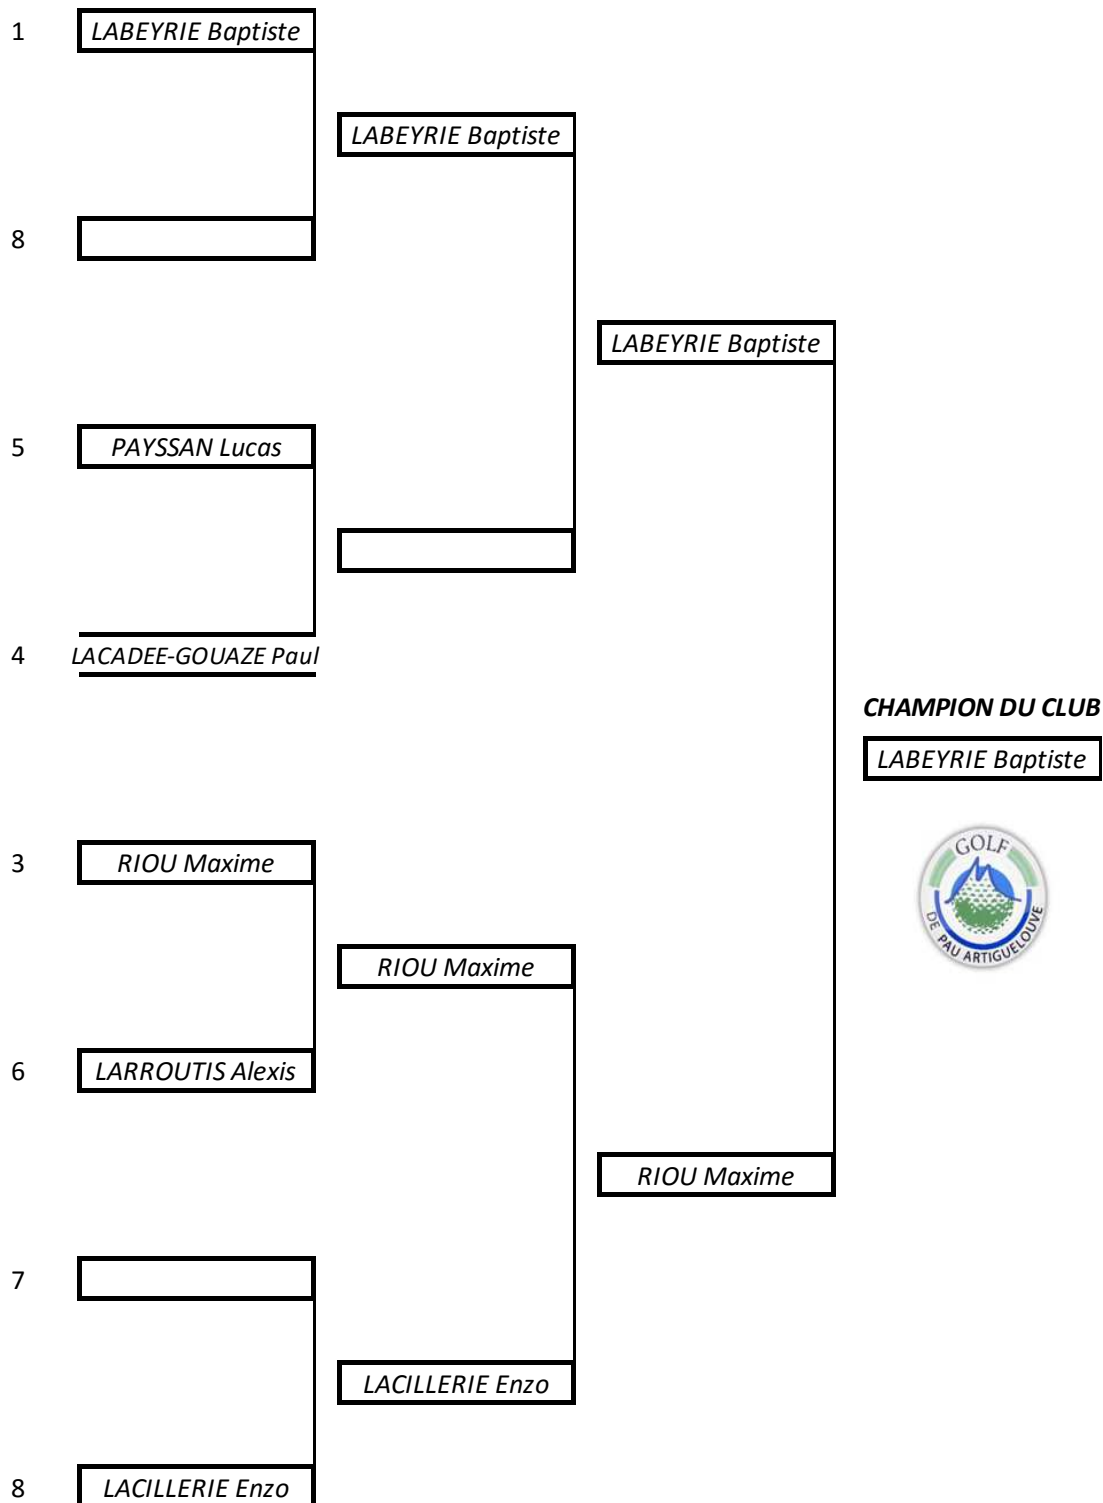 1 LABEYRIE Baptiste
LABEYRIE Baptiste
8
LABEYRIE Baptiste
5 PAYSSAN Lucas
4 LACADEE-GOUAZE Paul
CHAMPION DU CLUB
LABEYRIE Baptiste
3 RIOU Maxime
GOLF
DE PAU ARTIGUELOUVE
RIOU Maxime
6 LARROUTIS Alexis
RIOU Maxime
7
LACILLERIE Enzo
8 LACILLERIE Enzo